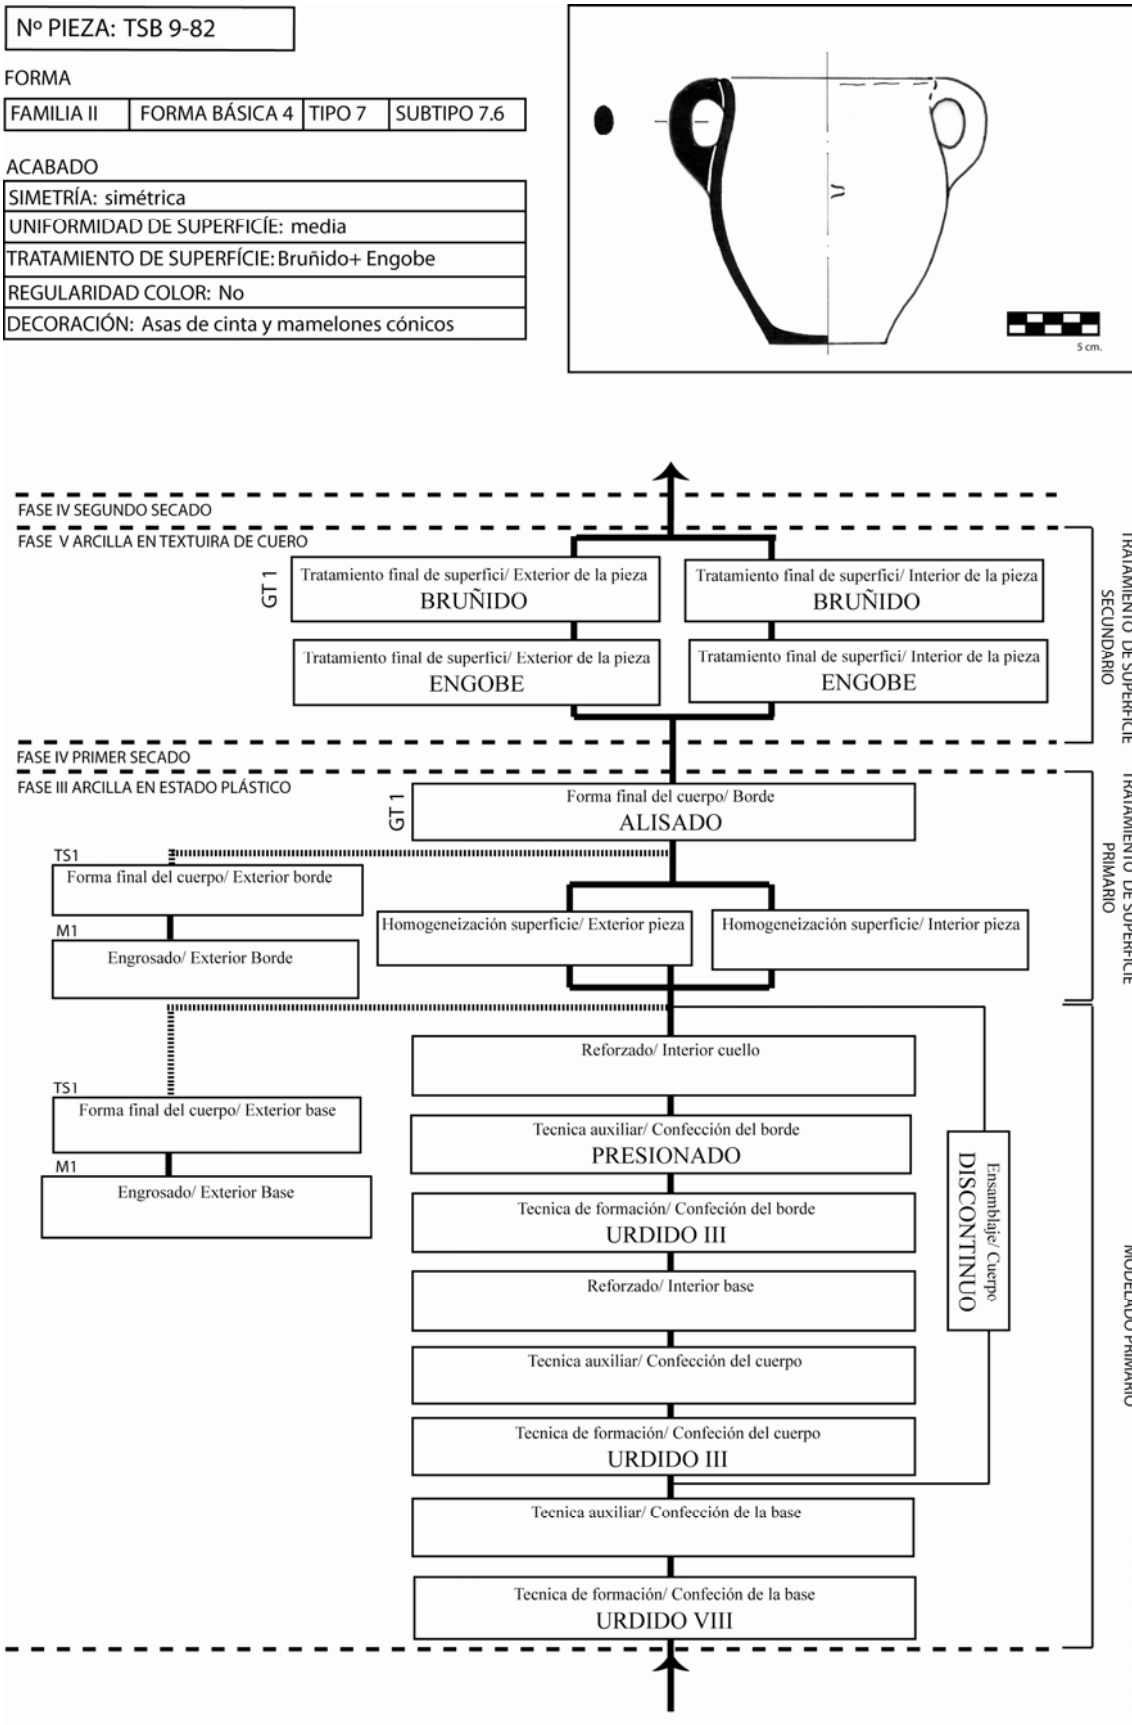 Nº PIEZA: TSB 9-82
FORMA
FAMILIA II FORMA BÁSICA 4 TIPO 7 SUBTIPO 7.6
ACABADO
SIMETRÍA: simétrica
UNIFORMIDAD DE SUPERFICÍE: media
TRATAMIENTO DE SUPERFÍCIE: Bruñido+ Engobe
REGULARIDAD COLOR: No
DECORACIÓN: Asas de cinta y mamelones cónicos
5 cm.
FASE IV SEGUNDO SECADO
FASE V ARCILLA EN TEXTUIRA DE CUERO
GT 1
Tratamiento final de superfici/ Exterior de la pieza
BRUÑIDO
Tratamiento final de superfici/ Interior de la pieza
BRUÑIDO
Tratamiento final de superfici/ Exterior de la pieza
ENGOBE
Tratamiento final de superfici/ Interior de la pieza
ENGOBE
TRATAMIENTO DE SUPERFICIE
SECUNDARIO
FASE IV PRIMER SECADO
FASE III ARCILLA EN ESTADO PLÁSTICO
GT 1
Forma final del cuerpo/ Borde
ALISADO
TS1
Forma final del cuerpo/ Exterior borde
M1
Engrosado/ Exterior Borde
Homogeneización superficie/ Exterior pieza
Homogeneización superficie/ Interior pieza
TRATAMIENTO DE SUPERFICIE
PRIMARIO
Reforzado/ Interior cuello
TS1
Forma final del cuerpo/ Exterior base
M1
Engrosado/ Exterior Base
Tecnica auxiliar/ Confección del borde
PRESIONADO
Tecnica de formación/ Confeción del borde
URDIDO III
Reforzado/ Interior base
Tecnica auxiliar/ Confección del cuerpo
Tecnica de formación/ Confeción del cuerpo
URDIDO III
Ensamblaje/ Cuerpo
DISCONTINUO
Tecnica auxiliar/ Confección de la base
Tecnica de formación/ Confeción de la base
URDIDO VIII
MODELADO PRIMARIO